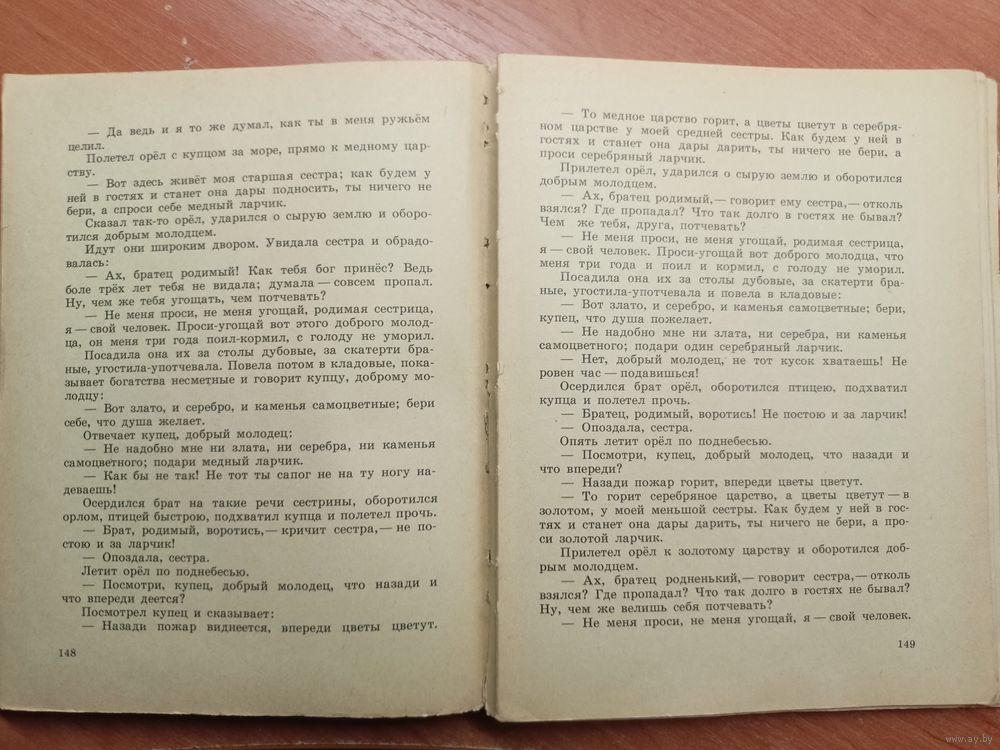 — Да ведь и я то же думал, как ты в меня ружьём
целил.
Полетел орёл с купцом за море, прямо к медному цар-
ству.
— Вот здесь живёт моя старшая сестра; как будем у
ней в гостях и станет она дары подносить, ты ничего не
бери, а спроси себе медный ларчик.
Сказал так-то орёл, ударился о сырую землю и оборо-
тился добрым молодцем.
Идут они широким двором. Увидала сестра и обрадо-
валась:
— Ах, братец родимый! Как тебя бог принёс? Ведь
боле трёх лет тебя не видала; думала — совсем пропал.
Ну, чем же тебя угощать, чем потчевать?
— Не меня проси, не меня угощай, родимая сестрица,
я — свой человек. Проси-угощай вот этого доброго молод-
ца, он меня три года поил-кормил, с голоду не уморил.
Посадила она их за столы дубовые, за скатерти бра-
ные, угостила-употчевала. Повела потом в кладовые, пока-
зывает богатства несметные и говорит купцу, доброму мо-
лодцу:
— Вот злато, и серебро, и каменья самоцветные; бери
себе, что душа желает.
Отвечает купец, добрый молодец:
— Не надобно мне ни злата, ни серебра, ни каменья
самоцветного; подари медный ларчик.
— Как бы не так! Не тот ты сапог не на ту ногу на-
деваешь!
Осердился брат на такие речи сестрины, оборотился
орлом, птицей быстрою, подхватил купца и полетел прочь.
— Брат, родимый, воротись,— кричит сестра,— не по-
стою и за ларчик!
— Опоздала, сестра.
Летит орёл по поднебесью.
— Посмотри, купец, добрый молодец, что назади и
что впереди деется?
Посмотрел купец и сказывает:
— Назади пожар виднеется, впереди цветы цветут.
148
— То медное царство горит, а цветы цветут в серебря-
ном царстве у моей средней сестры. Как будем у ней в
гостях и станет она дары дарить, ты ничего не бери, а
проси серебряный ларчик.
Прилетел орёл, ударился о сырую землю и оборотился
добрым молодцем.
— Ах, братец родимый,— говорит ему сестра,— отколь
взялся? Где пропадал? Что так долго в гостях не бывал?
Чем же тебя, друга, потчевать?
— Не меня проси, не меня угощай, родимая сестрица,
я — свой человек. Проси-угощай вот доброго молодца, что
меня три года и поил и кормил, с голоду не уморил.
Посадила она их за столы дубовые, за скатерти бра-
ные, угостила-употчевала и повела в кладовые:
— Вот злато, и серебро, и каменья самоцветные; бери,
купец, что душа пожелает.
— Не надобно мне ни злата, ни серебра, ни каменья
самоцветного; подари один серебряный ларчик.
— Нет, добрый молодец, не тот кусок хватаешь! Не
ровен час — подавишься!
Осердился брат орёл, оборотился птицею, подхватил
купца и полетел прочь.
— Братец, родимый, воротись! Не постою и за ларчик!
— Опоздала, сестра.
Опять летит орёл по поднебесью.
— Посмотри, купец, добрый молодец, что назади и
что впереди?
— Назади пожар горит, впереди цветы цветут.
— То горит серебряное царство, а цветы цветут — в
золотом, у моей меньшой сестры. Как будем у ней в гос-
тях и станет она дары дарить, ты ничего не бери, а про-
си золотой ларчик.
Прилетел орёл к золотому царству и оборотился доб-
рым молодцем.
— Ах, братец родненький,— говорит сестра,— отколь
взялся? Где пропадал? Что так долго в гостях не бывал?
Ну, чем же велишь себя потчевать?
— Не меня проси, не меня угощай, я — свой человек.
149
www.ay.by